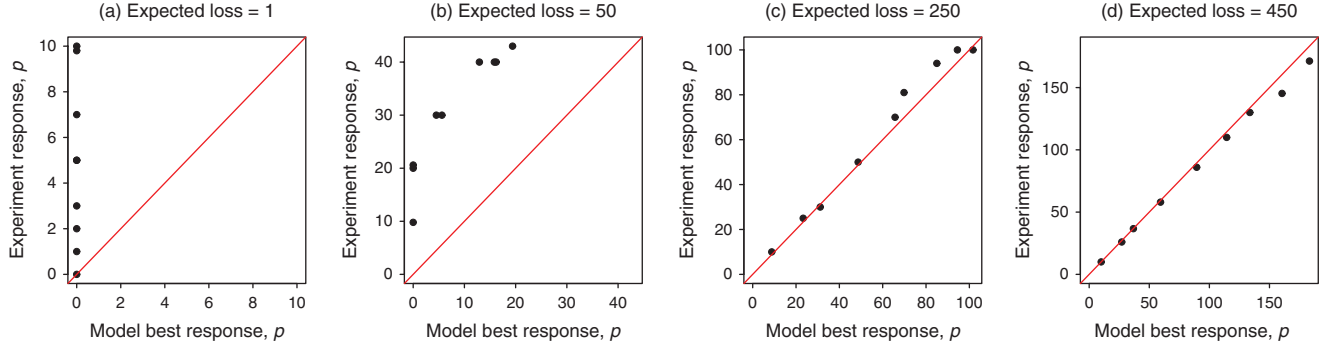 (a) Expected loss = 1
(b) Expected loss = 50
(c) Expected loss = 250
(d) Expected loss = 450
Experiment response, p
10
8
6
4
2
0
0 2 4 6 8 10
Model best response, p
Experiment response, p
40
30
20
10
0
0 10 20 30 40
Model best response, p
Experiment response, p
100
80
60
40
20
0
0 20 40 60 80 100
Model best response, p
Experiment response, p
150
100
50
0
0 50 100 150
Model best response, p